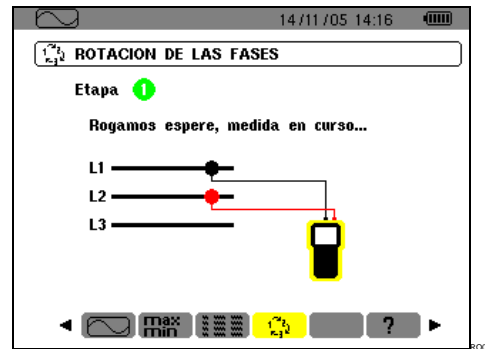 14/11/05 14:16
ROTACION DE LAS FASES
Etapa 1
Rogamos espere, medida en curso...
L1
L2
L3
max
min
?